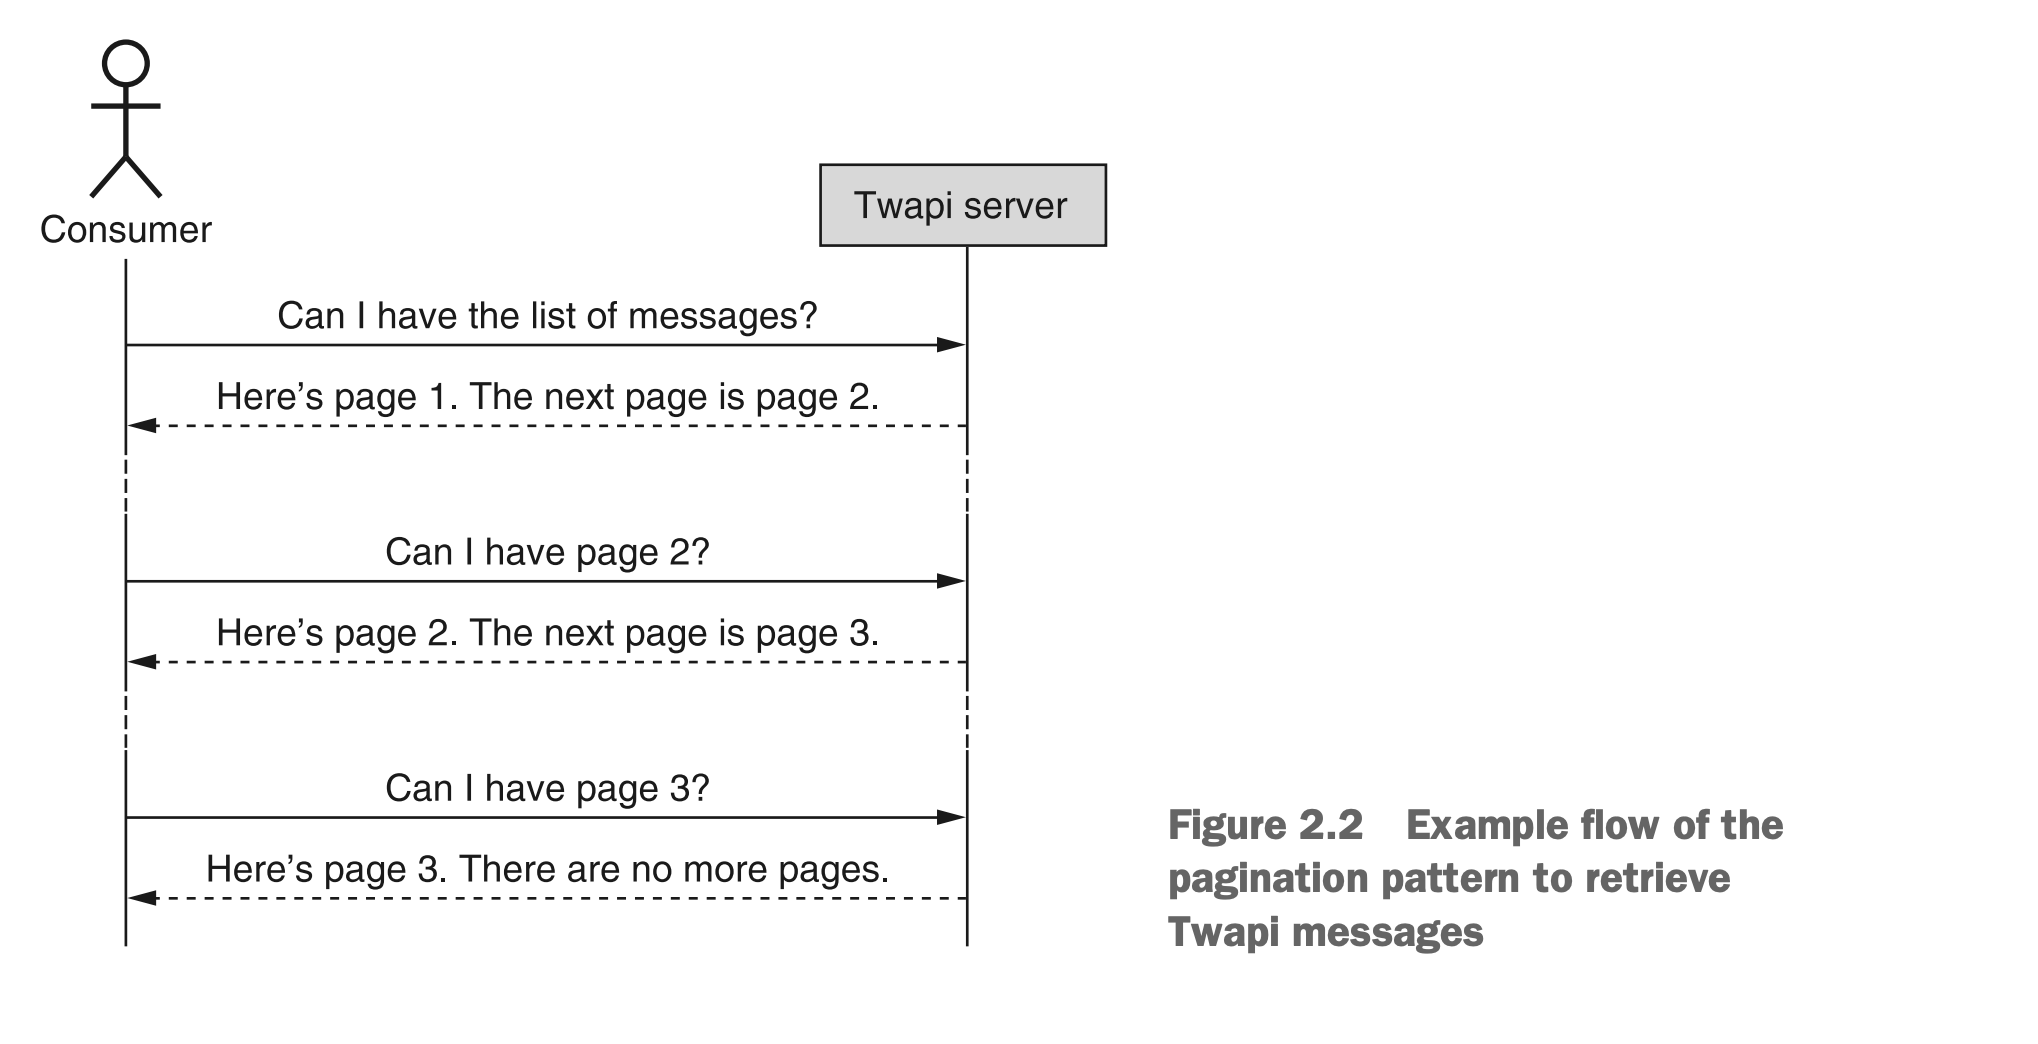 Consumer
Twapi server
Can I have the list of messages?
Here’s page 1. The next page is page 2.
Can I have page 2?
Here’s page 2. The next page is page 3.
Can I have page 3?
Here’s page 3. There are no more pages.
Figure 2.2 Example flow of the
pagination pattern to retrieve
Twapi messages